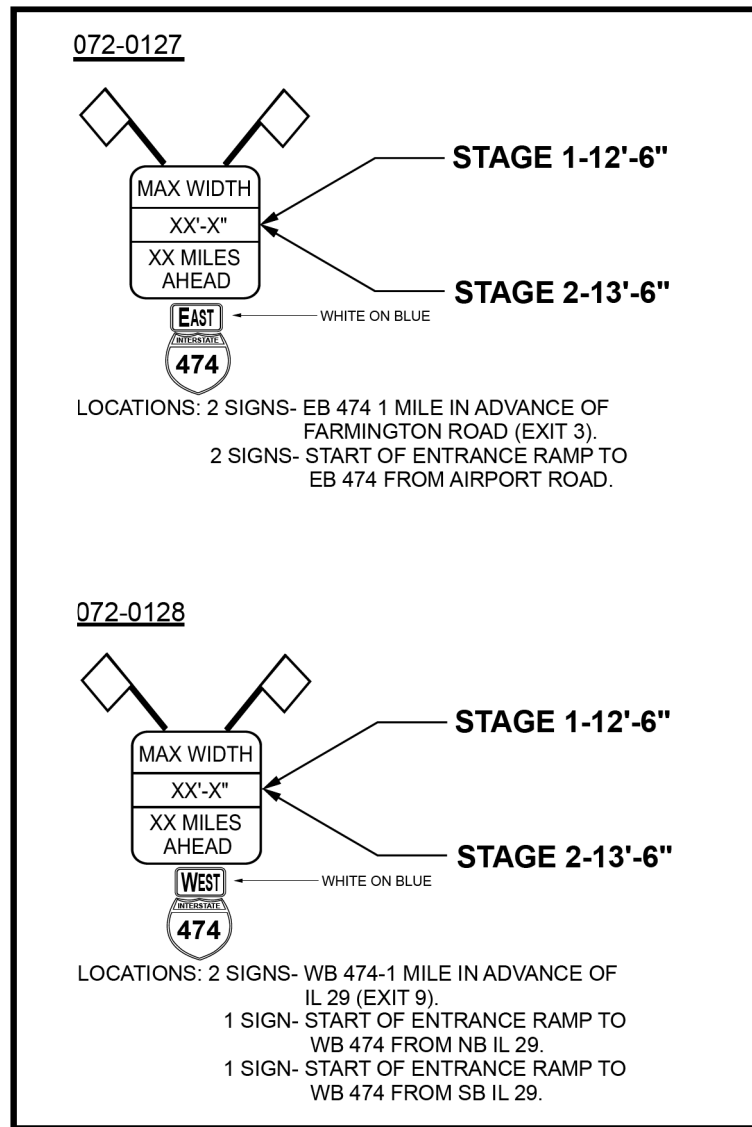 072-0127
STAGE 1-12'-6"
MAX WIDTH
XX'-X"
XX MILES
AHEAD
STAGE 2-13'-6"
EAST
WHITE ON BLUE
INTERSTATE
474
LOCATIONS: 2 SIGNS- EB 474 1 MILE IN ADVANCE OF
FARMINGTON ROAD (EXIT 3).
2 SIGNS- START OF ENTRANCE RAMP TO
EB 474 FROM AIRPORT ROAD.
072-0128
STAGE 1-12'-6"
MAX WIDTH
XX'-X"
XX MILES
AHEAD
STAGE 2-13'-6"
WEST
WHITE ON BLUE
INTERSTATE
474
LOCATIONS: 2 SIGNS- WB 474-1 MILE IN ADVANCE OF
IL 29 (EXIT 9).
1 SIGN- START OF ENTRANCE RAMP TO
WB 474 FROM NB IL 29.
1 SIGN- START OF ENTRANCE RAMP TO
WB 474 FROM SB IL 29.